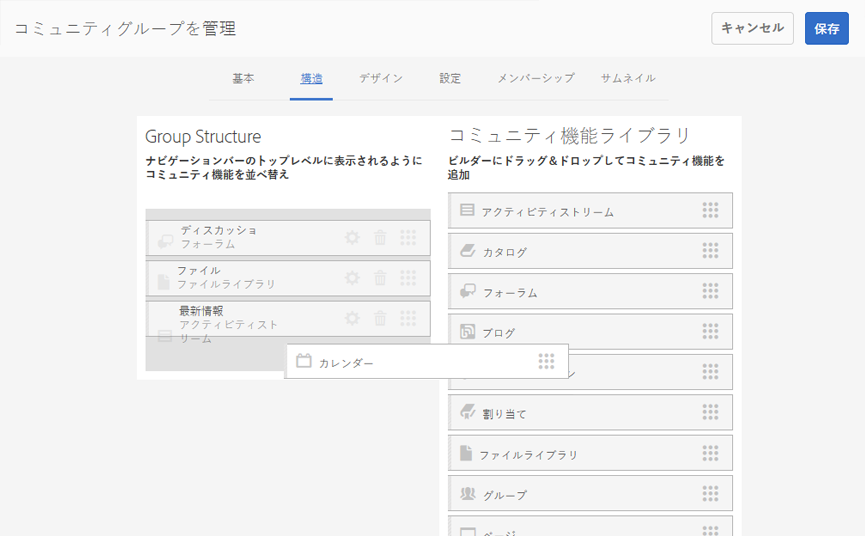 コミュニティグループを管理
キャンセル
保存
基本
構造
デザイン
設定
メンバーシップ
サムネイル
Group Structure
ナビゲーションバーのトップレベルに表示されるように
コミュニティ機能を並べ替え
ディスカッショ
フォーラム
ファイル
ファイルライブラリ
最新情報
アクティビティスト
リーム
カレンダー
コミュニティ機能ライブラリ
ビルダーにドラッグ＆ドロップしてコミュニティ機能を
追加
アクティビティストリーム
カタログ
フォーラム
ブログ
ン
割り当て
ファイルライブラリ
グループ
ページ